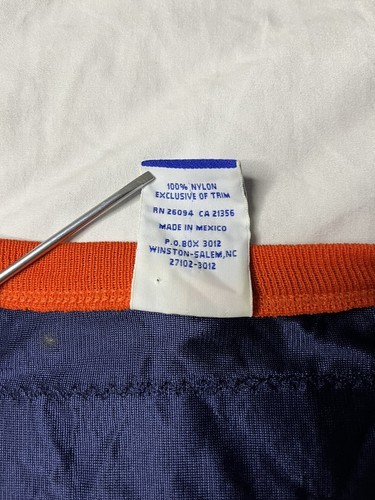 100% NYLON
EXCLUSIVE OF TRIM
RN 26094 CA 21356
MADE IN MEXICO
P.O.BOX 3012
WINSTON-SALEM,NC
27102-3012